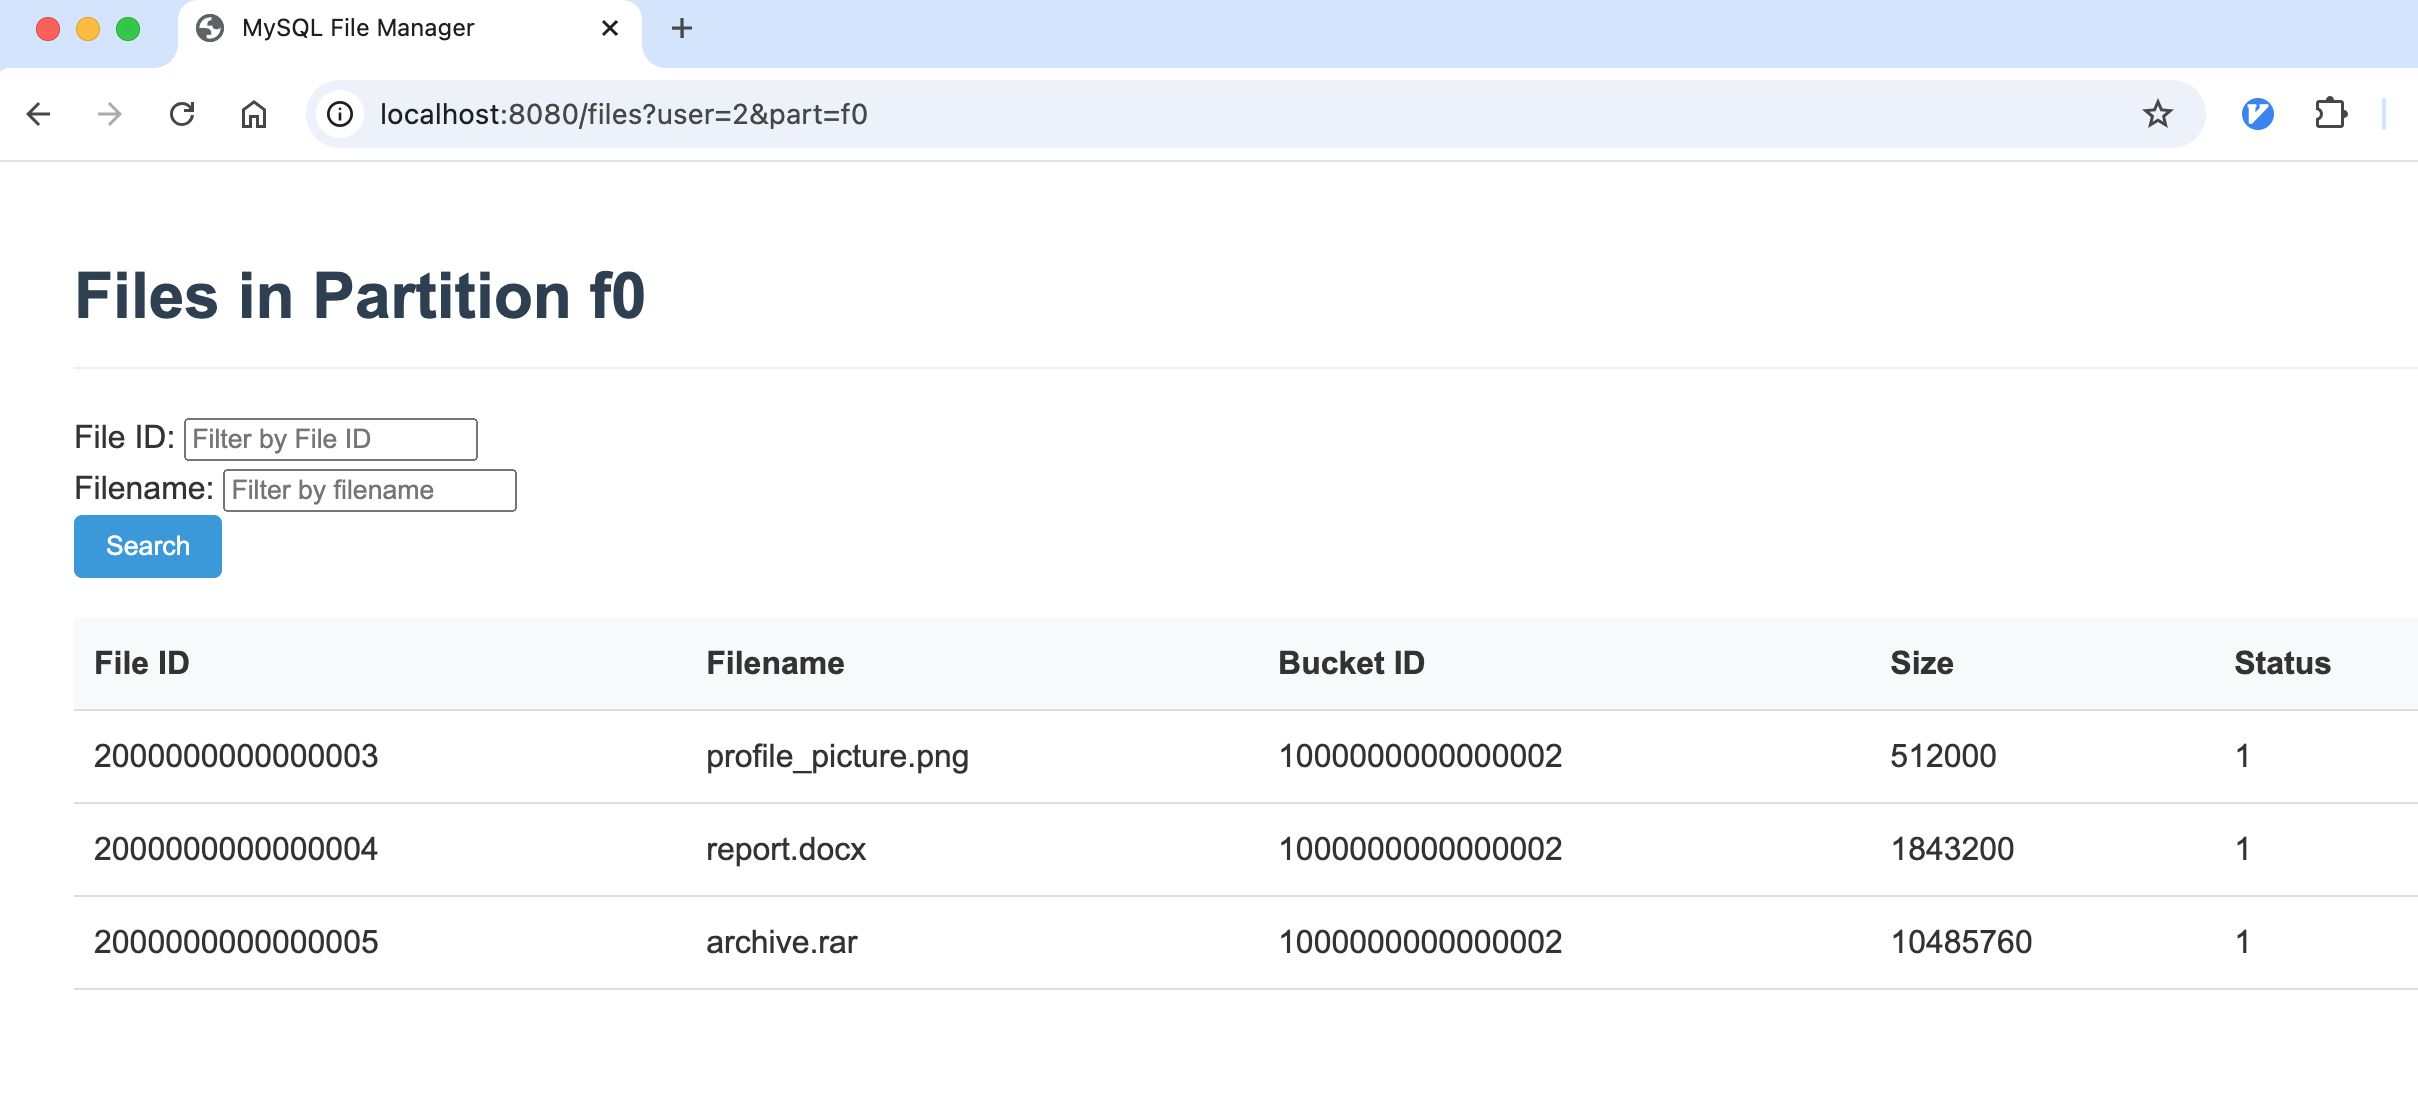 MySQL File Manager
localhost:8080/files?user=2&part=f0
Files in Partition f0
File ID: Filter by File ID
Filename: Filter by filename
Search
File ID Filename Bucket ID Size Status
2000000000000003 profile_picture.png 1000000000000002 512000 1
2000000000000004 report.docx 1000000000000002 1843200 1
2000000000000005 archive.rar 1000000000000002 10485760 1